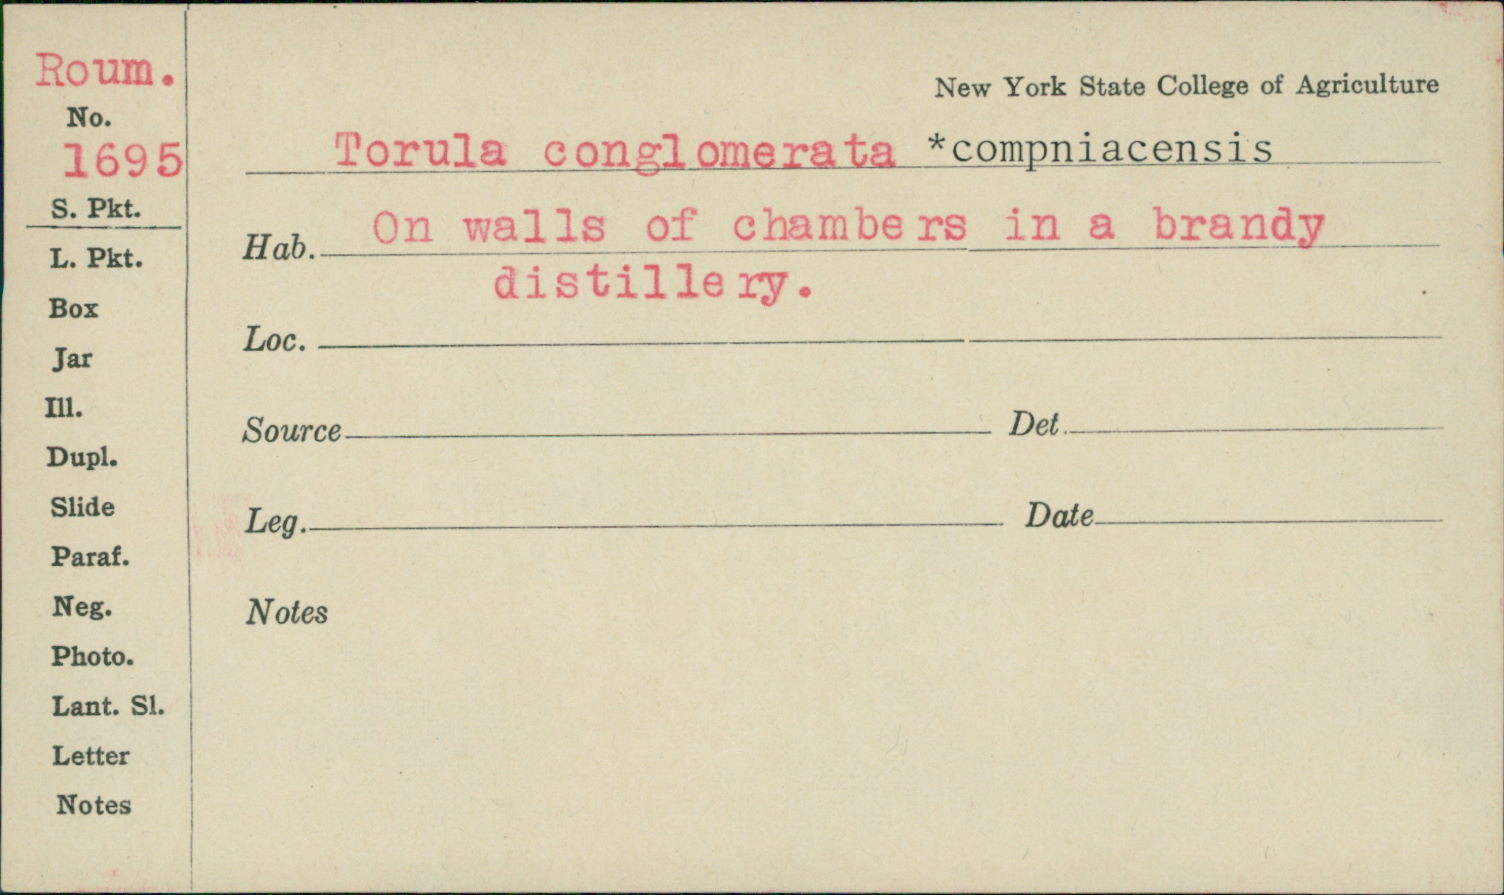 Roum.
No.
1695
S. Pkt.
L. Pkt.
Box
Jar
Ill.
Dupl.
Slide
Paraf.
Neg.
Photo.
Lant. Sl.
Letter
Notes
New York State College of Agriculture
Torula conglomerata *compniacensis
Hab. On walls of chambers in a brandy
distillery.
Loc.
Source Det.
Leg. Date
Notes